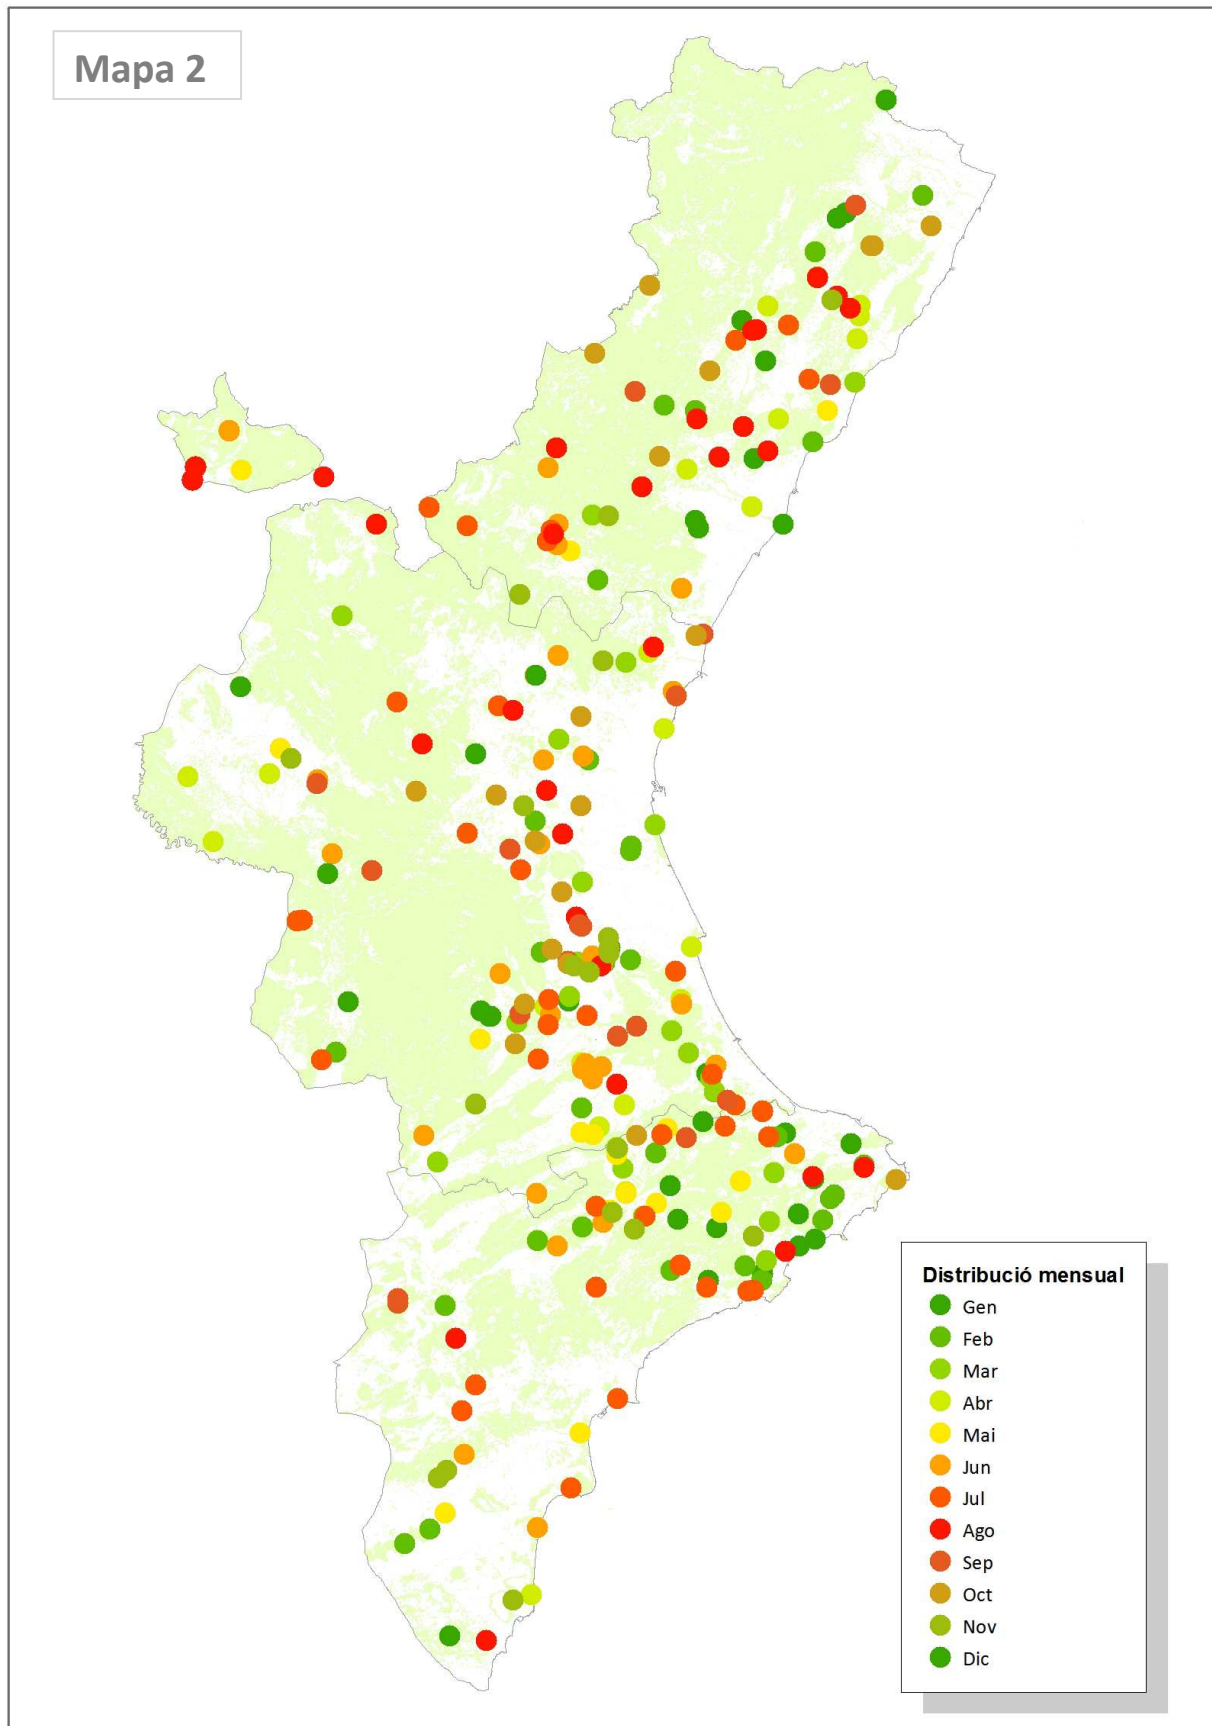 Mapa 2
Distribució mensual
Gen
Feb
Mar
Abr
Mai
Jun
Jul
Ago
Sep
Oct
Nov
Dic